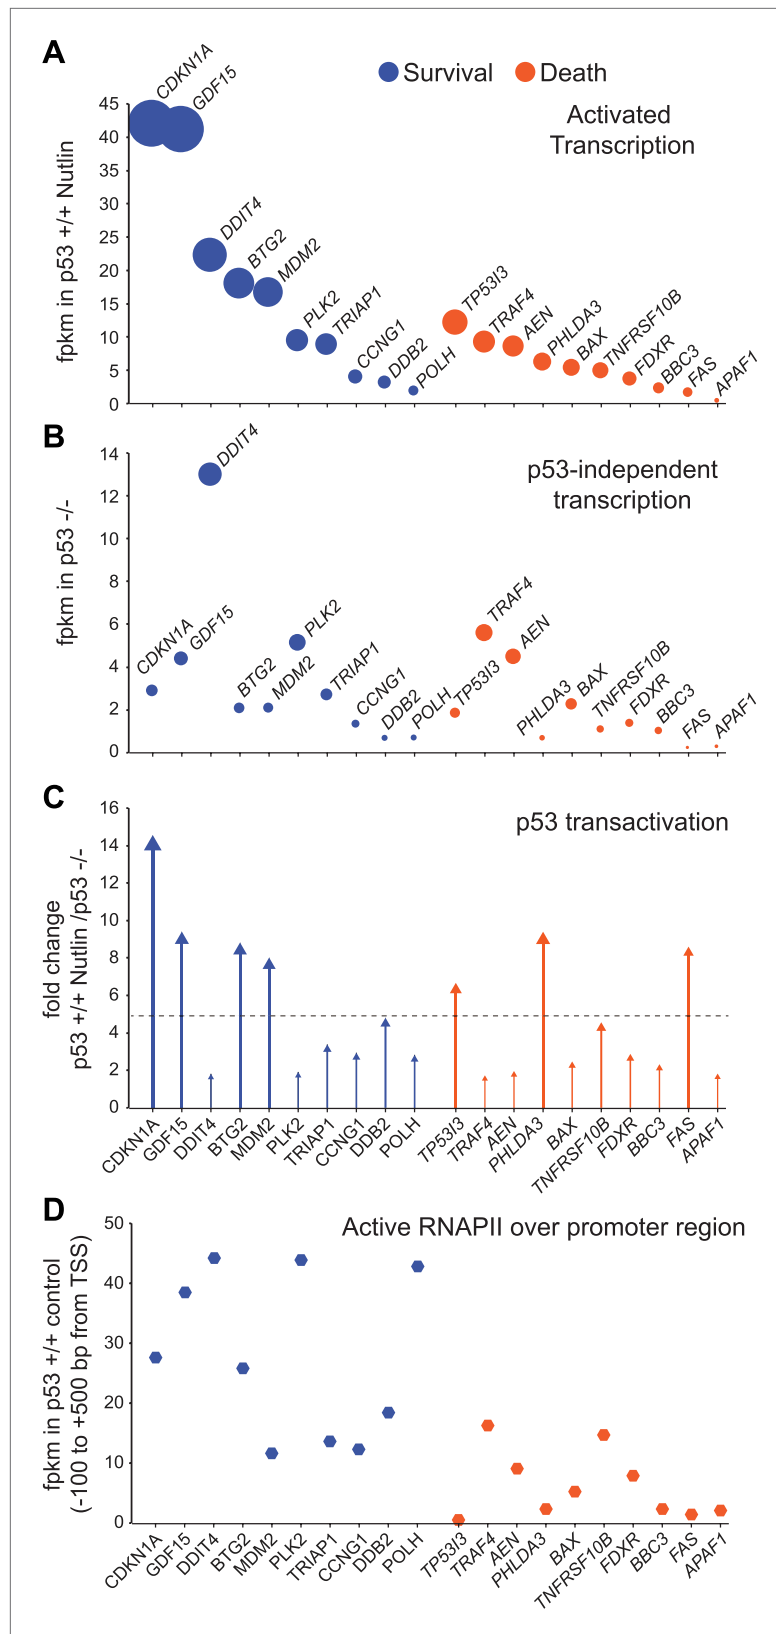 A
Survival
Death
Activated
Transcription
fpkm in p53 +/+ Nutlin
45
40
35
30
25
20
15
10
5
0
CDKN1A
GDF15
DDIT4
BTG2
MDM2
PLK2
TRIAP1
CCNG1
DDB2
POLH
TP53I3
TRAF4
AEN
PHLDA3
BAX
TNFRSF10B
FDXR
BBC3
FAS
APAF1
B
p53-independent
transcription
fpkm in p53 -/-
14
12
10
8
6
4
2
0
CDKN1A
GDF15
DDIT4
BTG2
MDM2
PLK2
TRIAP1
CCNG1
DDB2
POLH
TP53I3
TRAF4
AEN
PHLDA3
BAX
TNFRSF10B
FDXR
BBC3
FAS
APAF1
C
p53 transactivation
fold change
p53 +/+ Nutlin /p53 -/-
16
14
12
10
8
6
4
2
0
CDKN1A
GDF15
DDIT4
BTG2
MDM2
PLK2
TRIAP1
CCNG1
DDB2
POLH
TP53I3
TRAF4
AEN
PHLDA3
BAX
TNFRSF10B
FDXR
BBC3
FAS
APAF1
D
Active RNAPII over promoter region
fpkm in p53 +/+ control
(-100 to +500 bp from TSS)
50
40
30
20
10
0
CDKN1A
GDF15
DDIT4
BTG2
MDM2
PLK2
TRIAP1
CCNG1
DDB2
POLH
TP53I3
TRAF4
AEN
PHLDA3
BAX
TNFRSF10B
FDXR
BBC3
FAS
APAF1